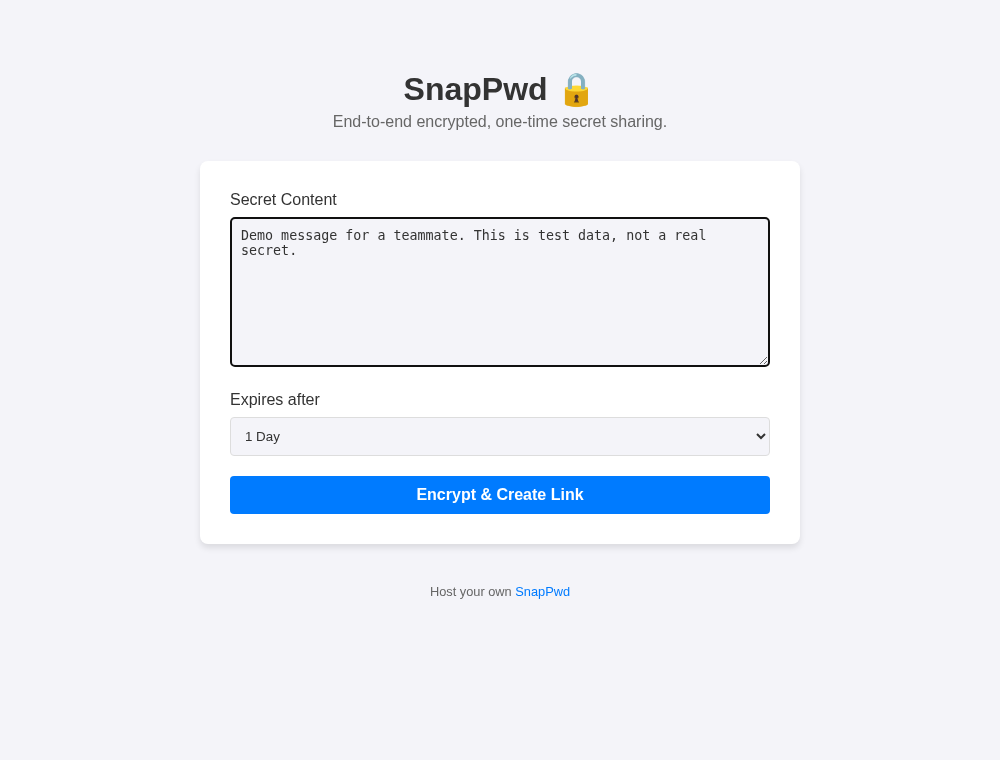 SnapPwd 🔒
End-to-end encrypted, one-time secret sharing.
Secret Content
Demo message for a teammate. This is test data, not a real
secret.
Expires after
1 Day
Encrypt & Create Link
Host your own SnapPwd